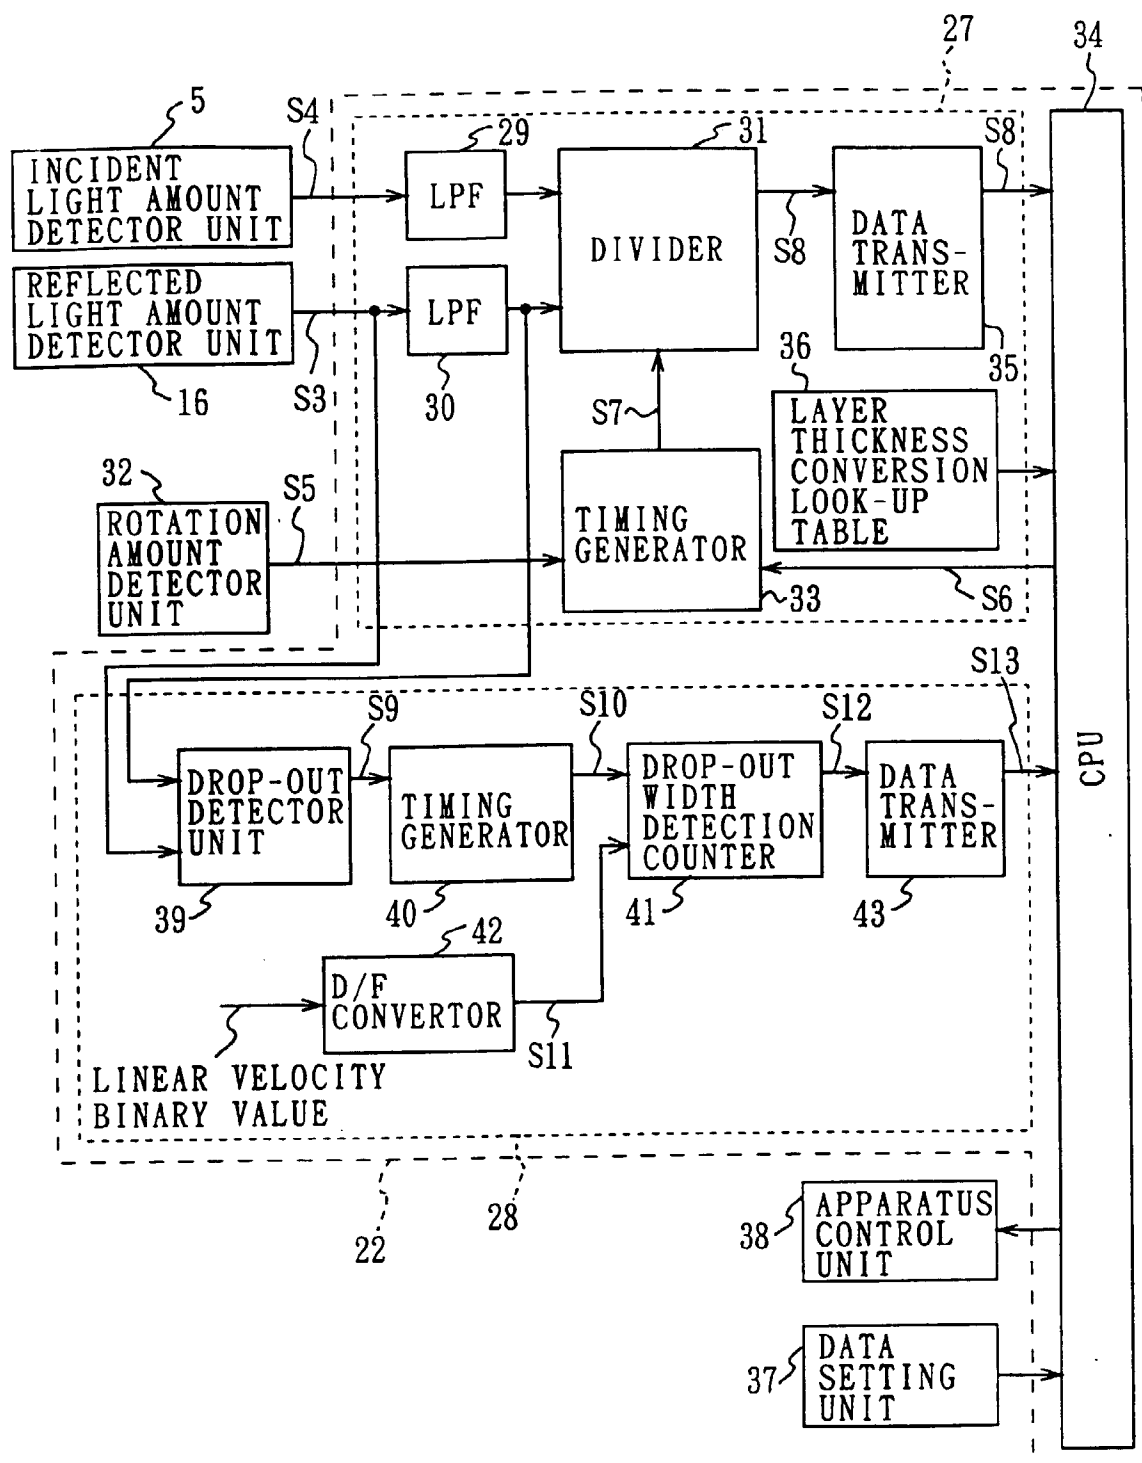 27
34
5
S4
29
31
S8
INCIDENT
LIGHT AMOUNT
DETECTOR UNIT
LPF
DIVIDER
S8
DATA
TRANS-
MITTER
REFLECTED
LIGHT AMOUNT
DETECTOR UNIT
LPF
16
S3
30
S7
36
35
LAYER
THICKNESS
CONVERSION
LOOK-UP
TABLE
32
S5
ROTATION
AMOUNT
DETECTOR
UNIT
TIMING
GENERATOR
33
S6
S13
S9
S10
S12
CPU
DROP-OUT
DETECTOR
UNIT
TIMING
GENERATOR
DROP-OUT
WIDTH
DETECTION
COUNTER
DATA
TRANS-
MITTER
39
40
41
43
42
D/F
CONVERTOR
S11
LINEAR VELOCITY
BINARY VALUE
28
22
38
APPARATUS
CONTROL
UNIT
37
DATA
SETTING
UNIT